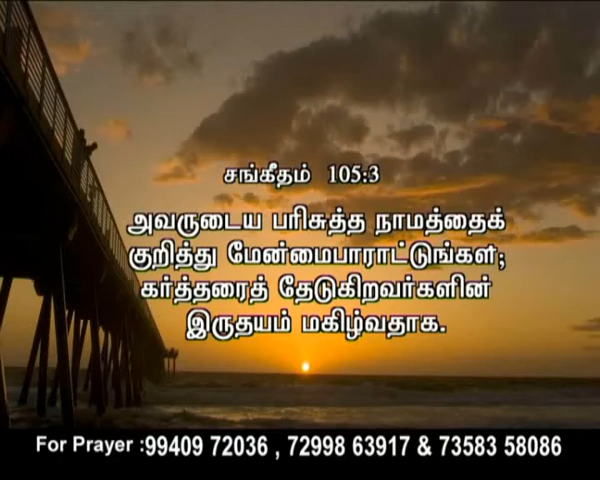 சங்கீதம் 105:3
அவருடைய பரிசுத்த நாமத்தைக்
குறித்து மேன்மைபாராட்டுங்கள்;
கர்த்தரைத் தேடுகிறவர்களின்
இருதயம் மகிழ்வதாக.
For Prayer :99409 72036 , 72998 63917 & 73583 58086